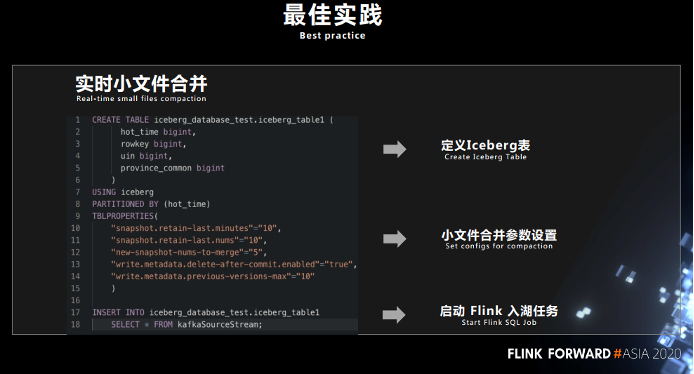 最佳实践
Best practice
实时小文件合并
Real-time small files compaction
1 CREATE TABLE iceberg_database_test.iceberg_table1 (
2 hot_time bigint,
3 rowkey bigint,
4 uin bigint,
5 province_common bigint
6 )
7 USING iceberg
8 PARTITIONED BY (hot_time)
9 TBLPROPERTIES(
10 "snapshot.retain-last.minutes"="10",
11 "snapshot.retain-last.nums"="10",
12 "new-snapshot-nums-to-merge"="5",
13 "write.metadata.delete-after-commit.enabled"="true",
14 "write.metadata.previous-versions-max"="10"
15 )
16
17 INSERT INTO iceberg_database_test.iceberg_table1
18 SELECT * FROM kafkaSourceStream;
定义Iceberg表
Create Iceberg Table
小文件合并参数设置
Set configs for compaction
启动 Flink 入湖任务
Start Flink SQL Job
FLINK FORWARD #ASIA 2020